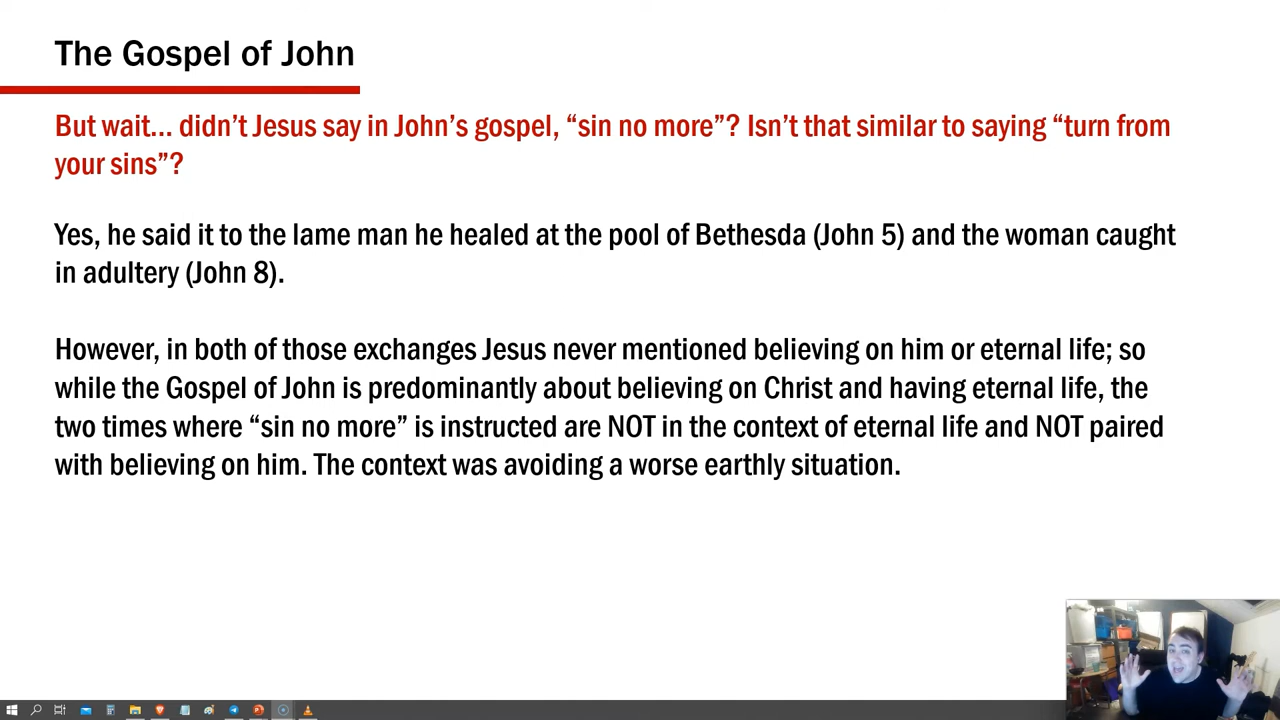 The Gospel of John
But wait... didn’t Jesus say in John’s gospel, “sin no more”? Isn’t that similar to saying “turn from
your sins”?
Yes, he said it to the lame man he healed at the pool of Bethesda (John 5) and the woman caught
in adultery (John 8).
However, in both of those exchanges Jesus never mentioned believing on him or eternal life; so
while the Gospel of John is predominantly about believing on Christ and having eternal life, the
two times where “sin no more” is instructed are NOT in the context of eternal life and NOT paired
with believing on him. The context was avoiding a worse earthly situation.